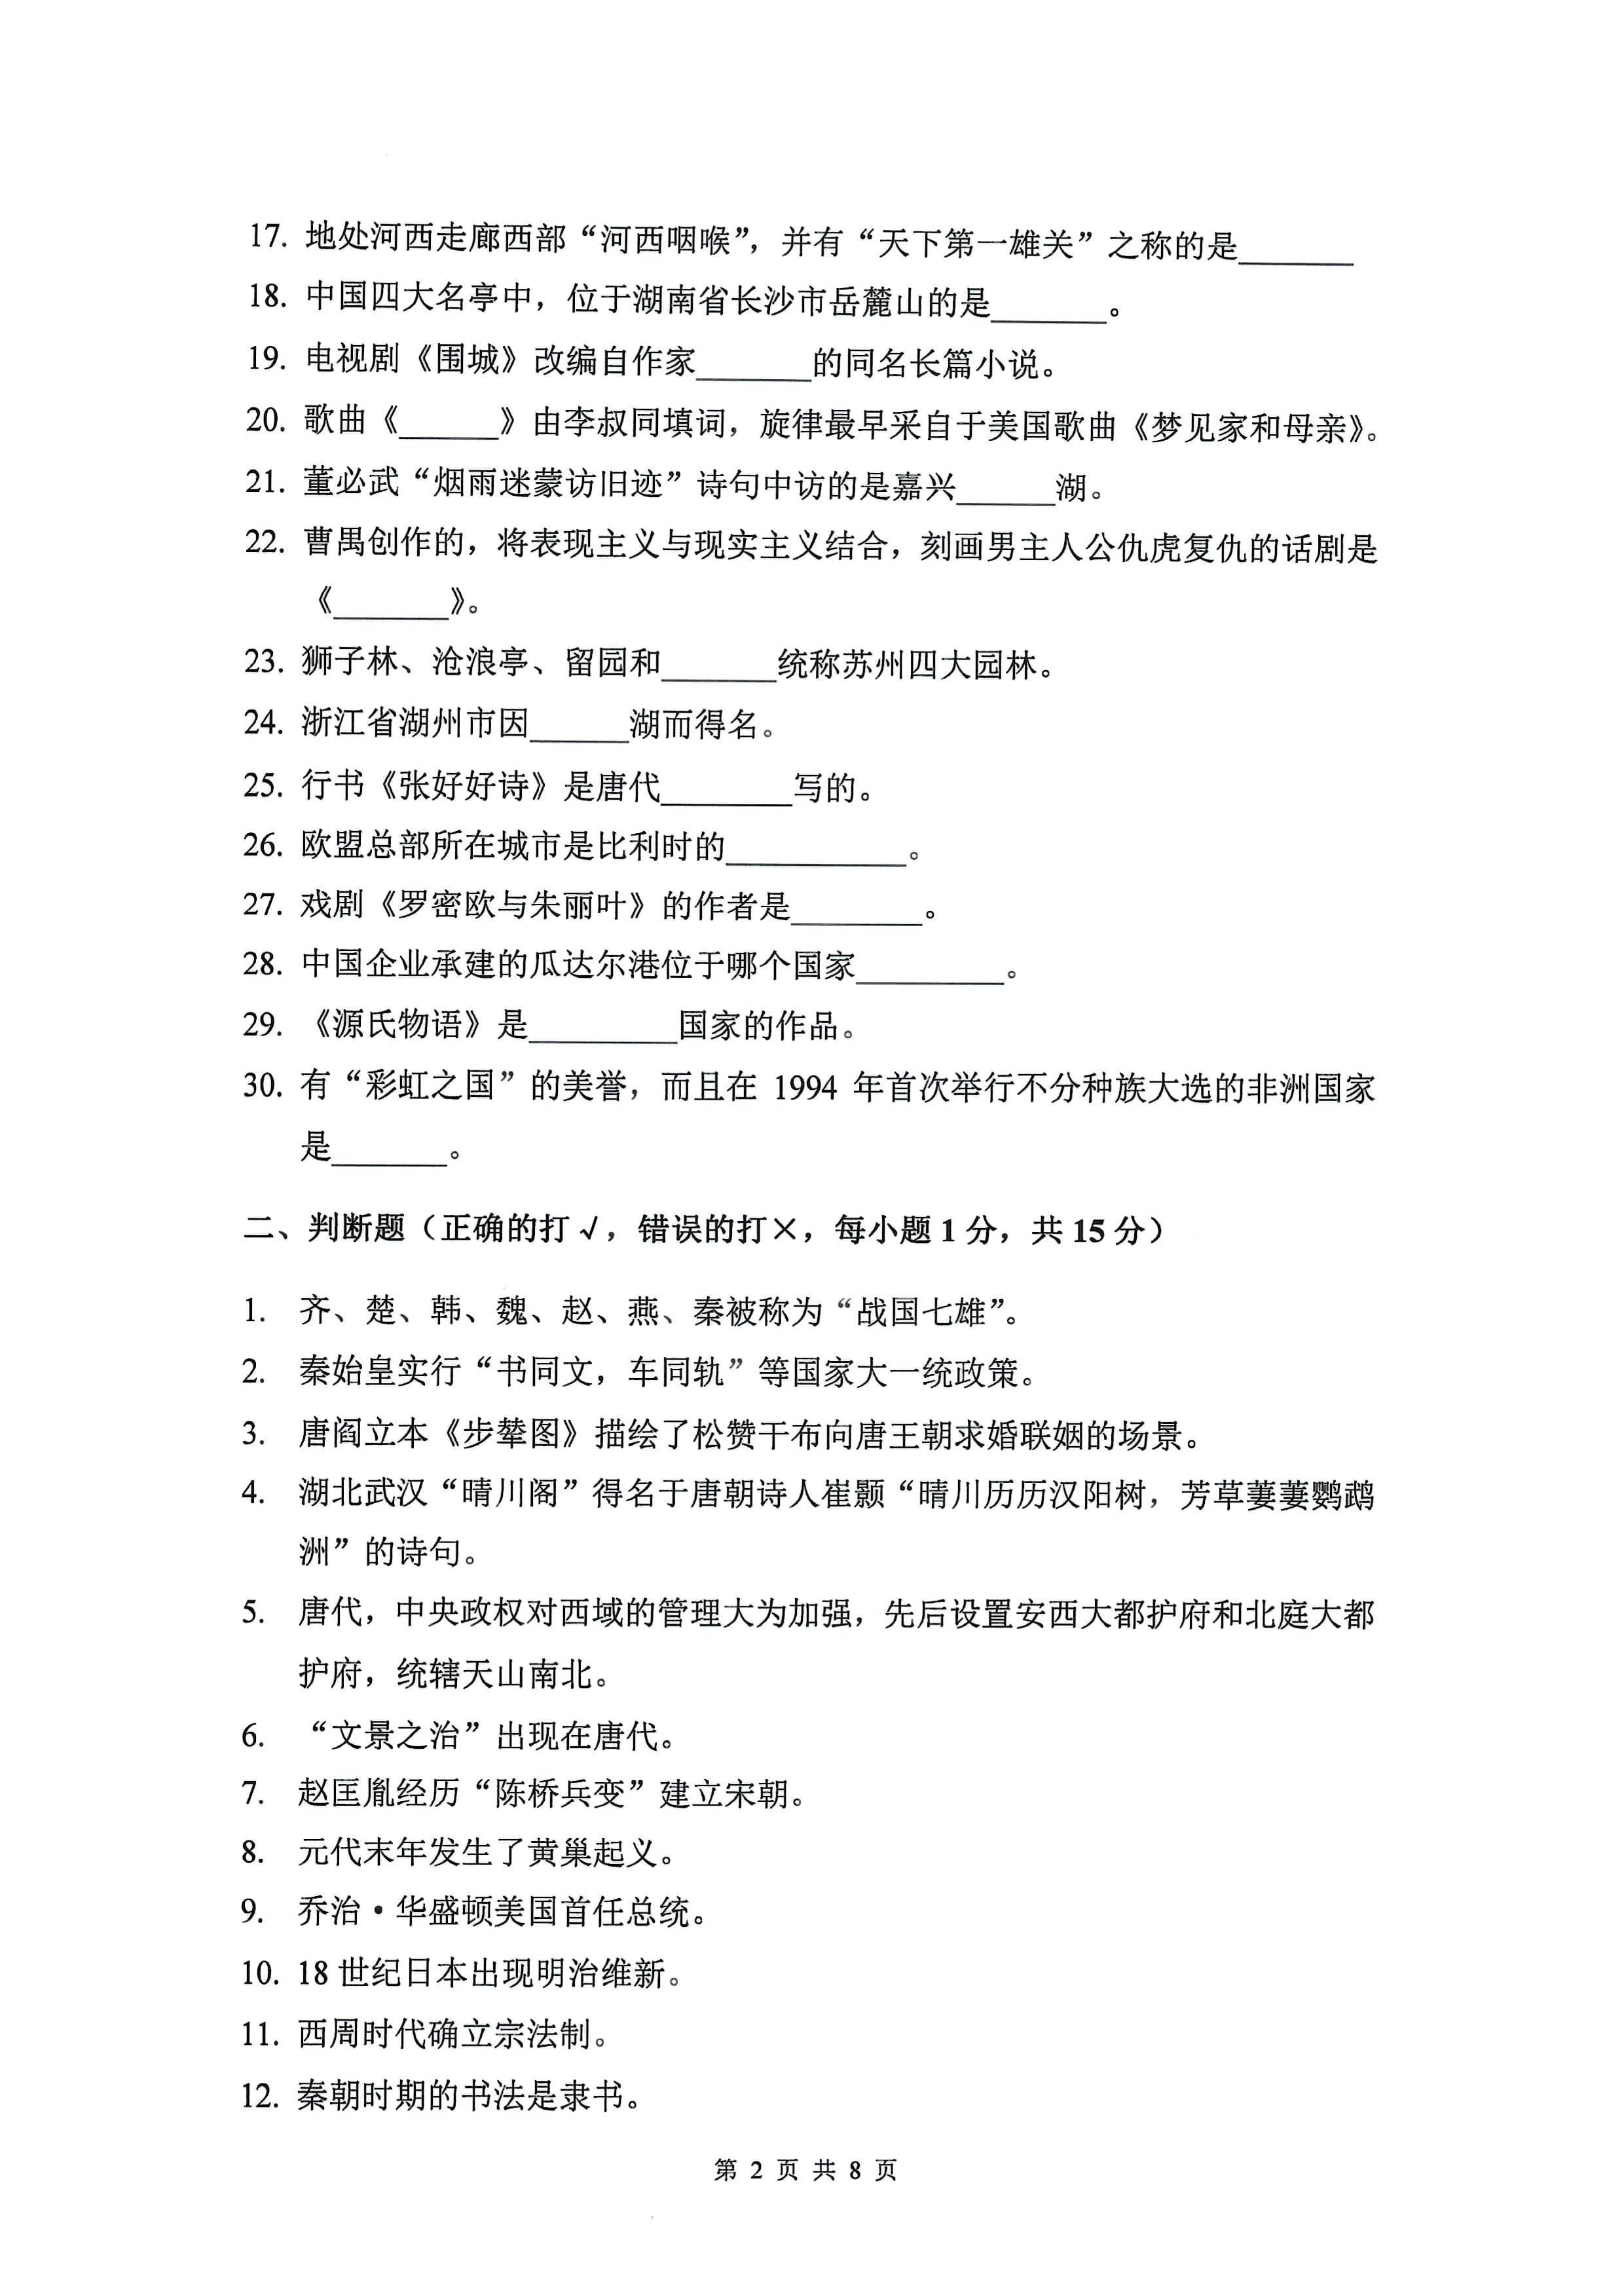 17. 地处河西走廊西部“河西咽喉”，并有“天下第一雄关”之称的是_______
18. 中国四大名亭中，位于湖南省长沙市岳麓山的是_______。
19. 电视剧《围城》改编自作家_______的同名长篇小说。
20. 歌曲《______》由李叔同填词，旋律最早采自于美国歌曲《梦见家和母亲》。
21. 董必武“烟雨迷蒙访旧迹”诗句中访的是嘉兴______湖。
22. 曹禺创作的，将表现主义与现实主义结合，刻画男主人公仇虎复仇的话剧是
《_______》。
23. 狮子林、沧浪亭、留园和_______统称苏州四大园林。
24. 浙江省湖州市因______湖而得名。
25. 行书《张好好诗》是唐代________写的。
26. 欧盟总部所在城市是比利时的___________。
27. 戏剧《罗密欧与朱丽叶》的作者是________。
28. 中国企业承建的瓜达尔港位于哪个国家_________。
29. 《源氏物语》是_________国家的作品。
30. 有“彩虹之国”的美誉，而且在 1994 年首次举行不分种族大选的非洲国家
是_______。
二、判断题（正确的打√，错误的打×，每小题 1 分，共 15 分）
1. 齐、楚、韩、魏、赵、燕、秦被称为“战国七雄”。
2. 秦始皇实行“书同文，车同轨”等国家大一统政策。
3. 唐阎立本《步辇图》描绘了松赞干布向唐王朝求婚联姻的场景。
4. 湖北武汉“晴川阁”得名于唐朝诗人崔颢“晴川历历汉阳树，芳草萋萋鹦鹉
洲”的诗句。
5. 唐代，中央政权对西域的管理大为加强，先后设置安西大都护府和北庭大都
护府，统辖天山南北。
6. “文景之治”出现在唐代。
7. 赵匡胤经历“陈桥兵变”建立宋朝。
8. 元代末年发生了黄巢起义。
9. 乔治·华盛顿美国首任总统。
10. 18 世纪日本出现明治维新。
11. 西周时代确立宗法制。
12. 秦朝时期的书法是隶书。
第 2 页 共 8 页